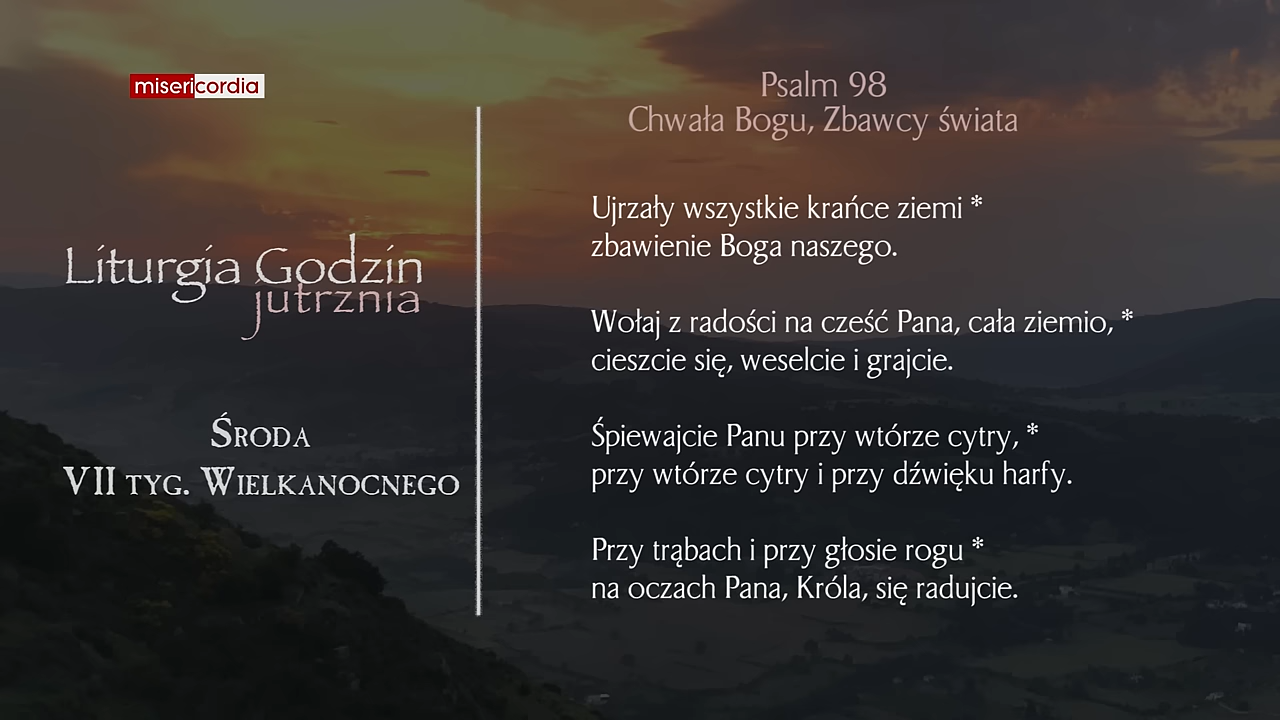 misericordia
Liturgia Godzin
jutrznia
Środa
VII tyg. Wielkanocnego
Psalm 98
Chwała Bogu, Zbawcy świata
Ujrzały wszystkie krańce ziemi *
zbawienie Boga naszego.
Wołaj z radości na cześć Pana, cała ziemio, *
cieszcie się, weselcie i grajcie.
Śpiewajcie Panu przy wtórze cytry, *
przy wtórze cytry i przy dźwięku harfy.
Przy trąbach i przy głosie rogu *
na oczach Pana, Króla, się radujcie.